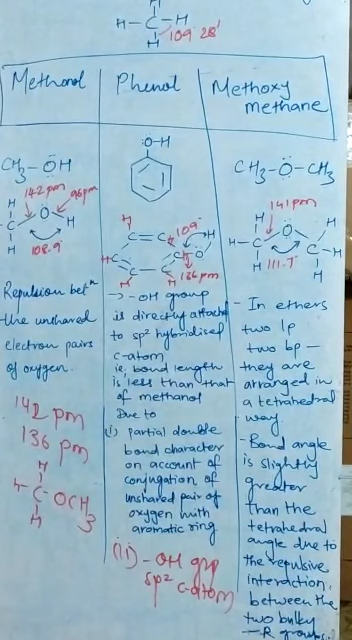 H-C-H
H
109°28'
Methanol
CH3-ÖH
142pm
96pm
H
H-C
H
O
H
108.9°
Repulsion betn
the unshared
electron pairs
of oxygen.
142 pm
136 pm
H
H-C-OCH3
H
Phenol
:Ö-H
H
C=C
109°
H
O
136pm
H
H
→ -OH group
is directly attach
to sp² hybridised
c-atom
ie. bond length
is less than that
of methanol
Due to
(i) Partial double
bond character
on account of
conjugation of
unshared pair of
oxygen with
aromatic ring
(ii) -OH grp
sp² c-atom
Methoxy
methane
CH3-Ö-CH3
141pm
H
H-C
H
Ö
H
C-H
H
111.7°
- In ethers
two lp
two bp -
they are
arranged in
a tetrahedral
way.
- Bond angle
is slightly
greater
than the
tetrahedral
angle due to
the repulsive
interaction
between the
two bulky
-R groups.